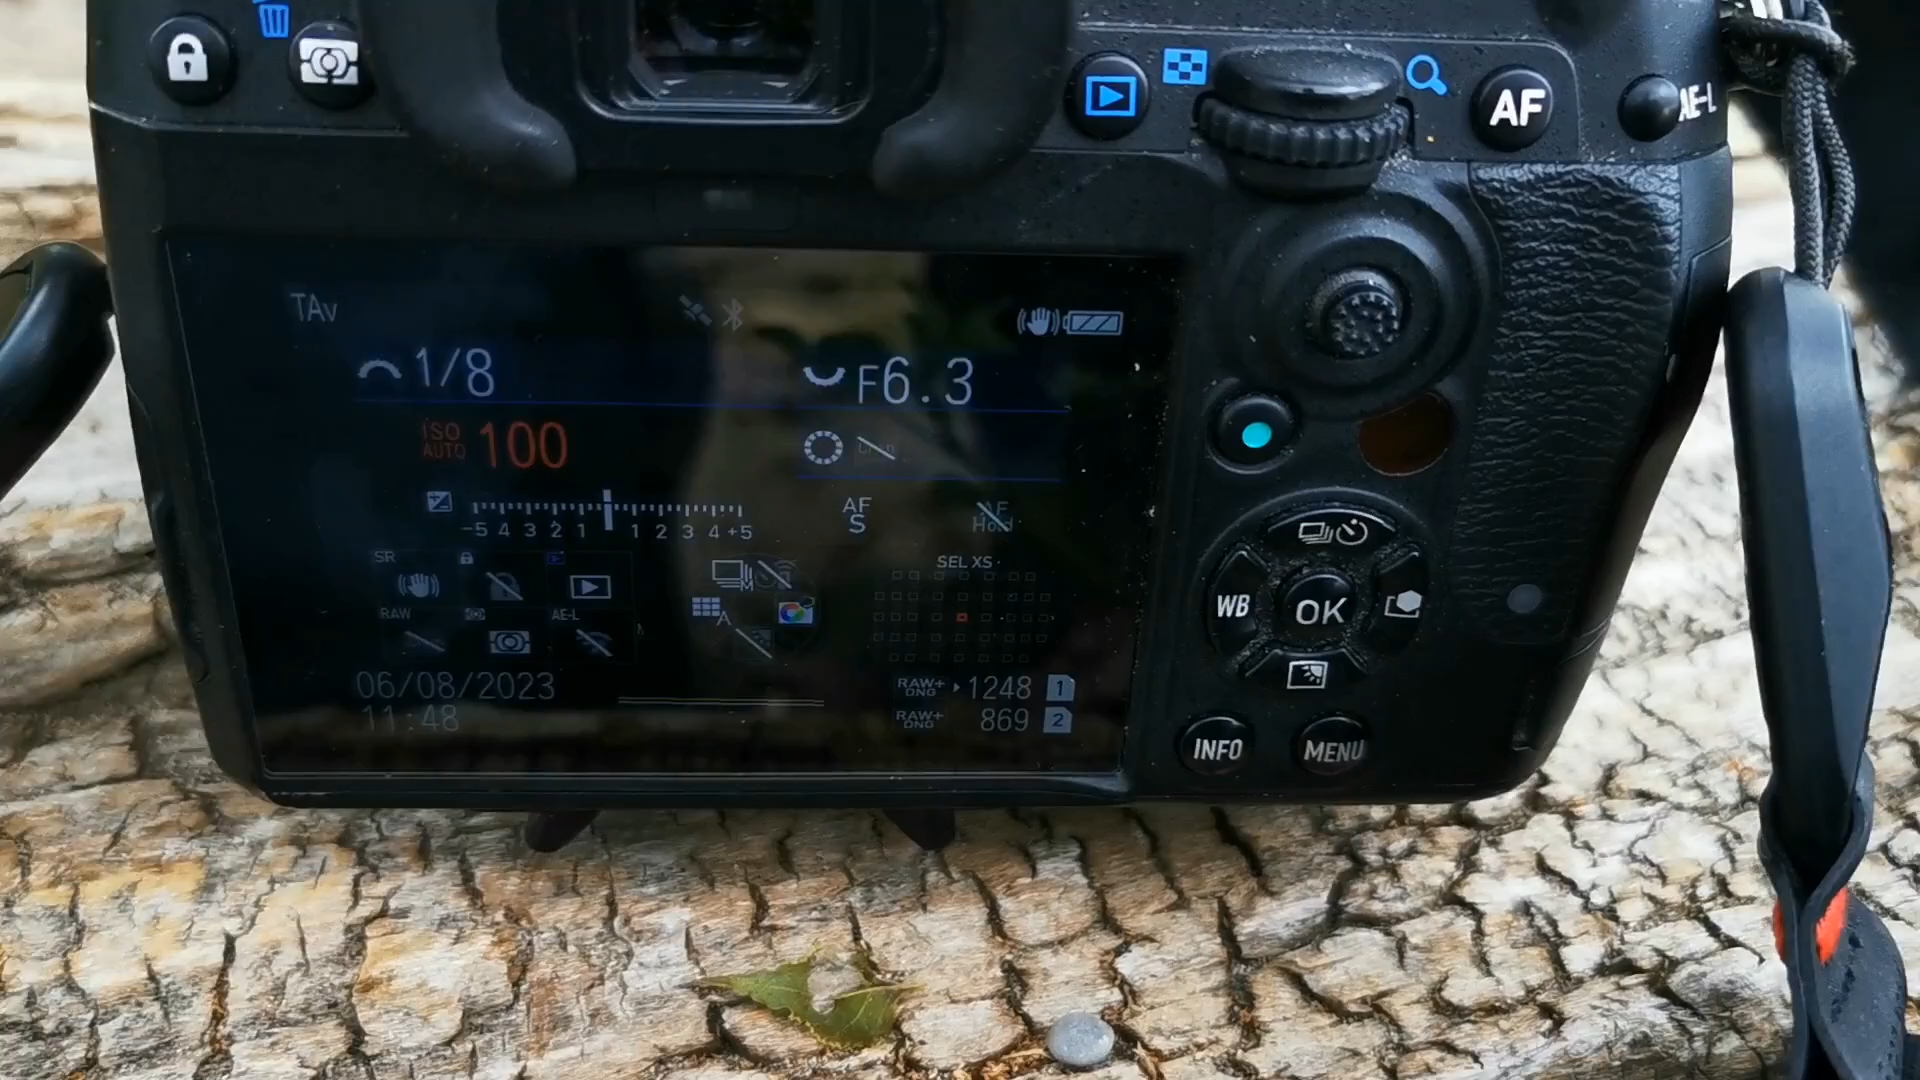 AF
AE-L
TAv
1/8
F6.3
ISO AUTO 100
-5 4 3 2 1 1 2 3 4 +5
AF S
AF Hold
SR
SEL XS
M
RAW
AE-L
A
06/08/2023
11:48
RAW+ DNG 1248 1
RAW+ DNG 869 2
WB
OK
INFO
MENU